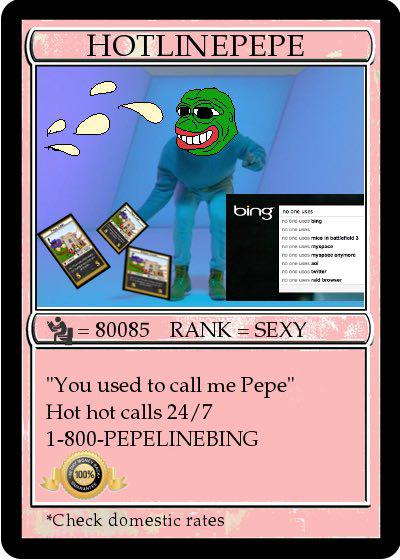 HOTLINEPEPE
bing
no one uses
no one uses bing
no one uses
no one uses mics in battlefield 3
no one uses myspace
no one uses myspace anymore
no one uses aol
no one uses twitter
no one uses raid browser
= 80085 RANK = SEXY
"You used to call me Pepe"
Hot hot calls 24/7
1-800-PEPELINEBING
100%
*Check domestic rates